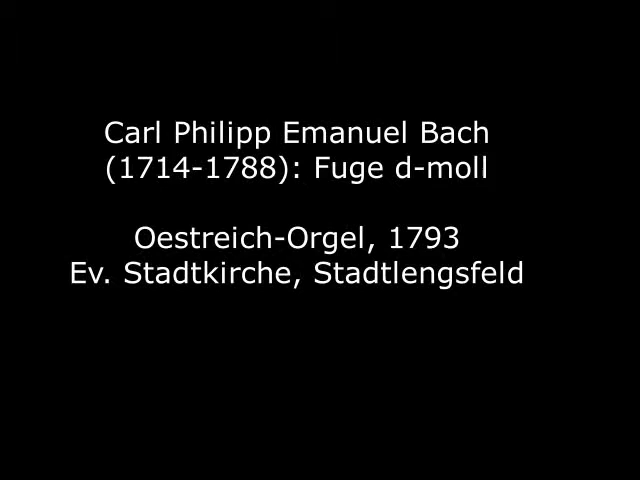 Carl Philipp Emanuel Bach
(1714-1788): Fuge d-moll
Oestreich-Orgel, 1793
Ev. Stadtkirche, Stadtlengsfeld